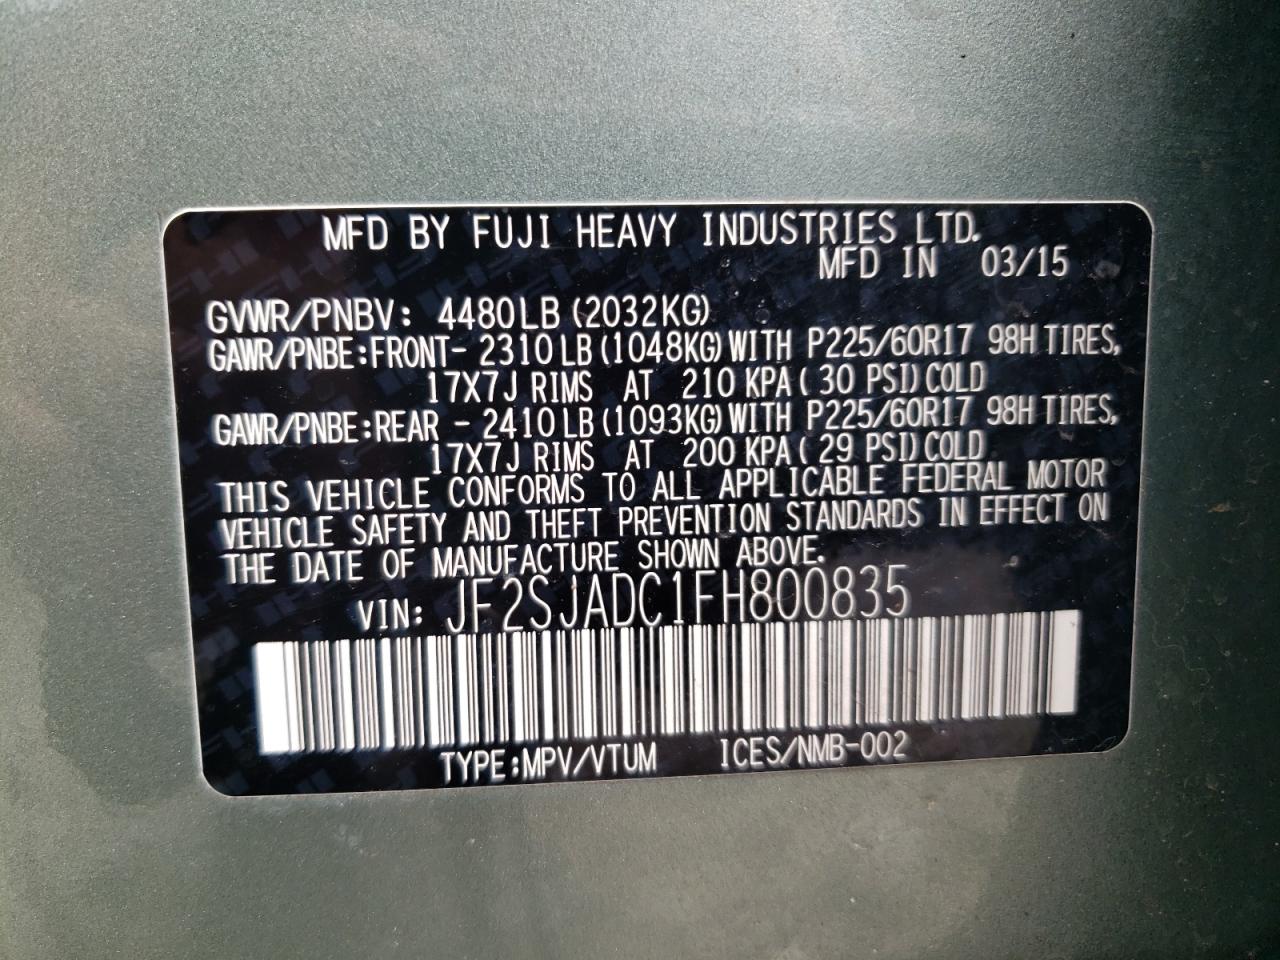 MFD BY FUJI HEAVY INDUSTRIES LTD.
MFD IN 03/15
GVWR/PNBV: 4480LB (2032KG)
GAWR/PNBE:FRONT- 2310 LB (1048KG) WITH P225/60R17 98H TIRES,
17X7J RIMS AT 210 KPA ( 30 PSI) COLD
GAWR/PNBE:REAR - 2410 LB (1093KG) WITH P225/60R17 98H TIRES,
17X7J RIMS AT 200 KPA ( 29 PSI) COLD
THIS VEHICLE CONFORMS TO ALL APPLICABLE FEDERAL MOTOR
VEHICLE SAFETY AND THEFT PREVENTION STANDARDS IN EFFECT ON
THE DATE OF MANUFACTURE SHOWN ABOVE.
VIN: JF2SJADC1FH800835
TYPE:MPV/VTUM ICES/NMB-002